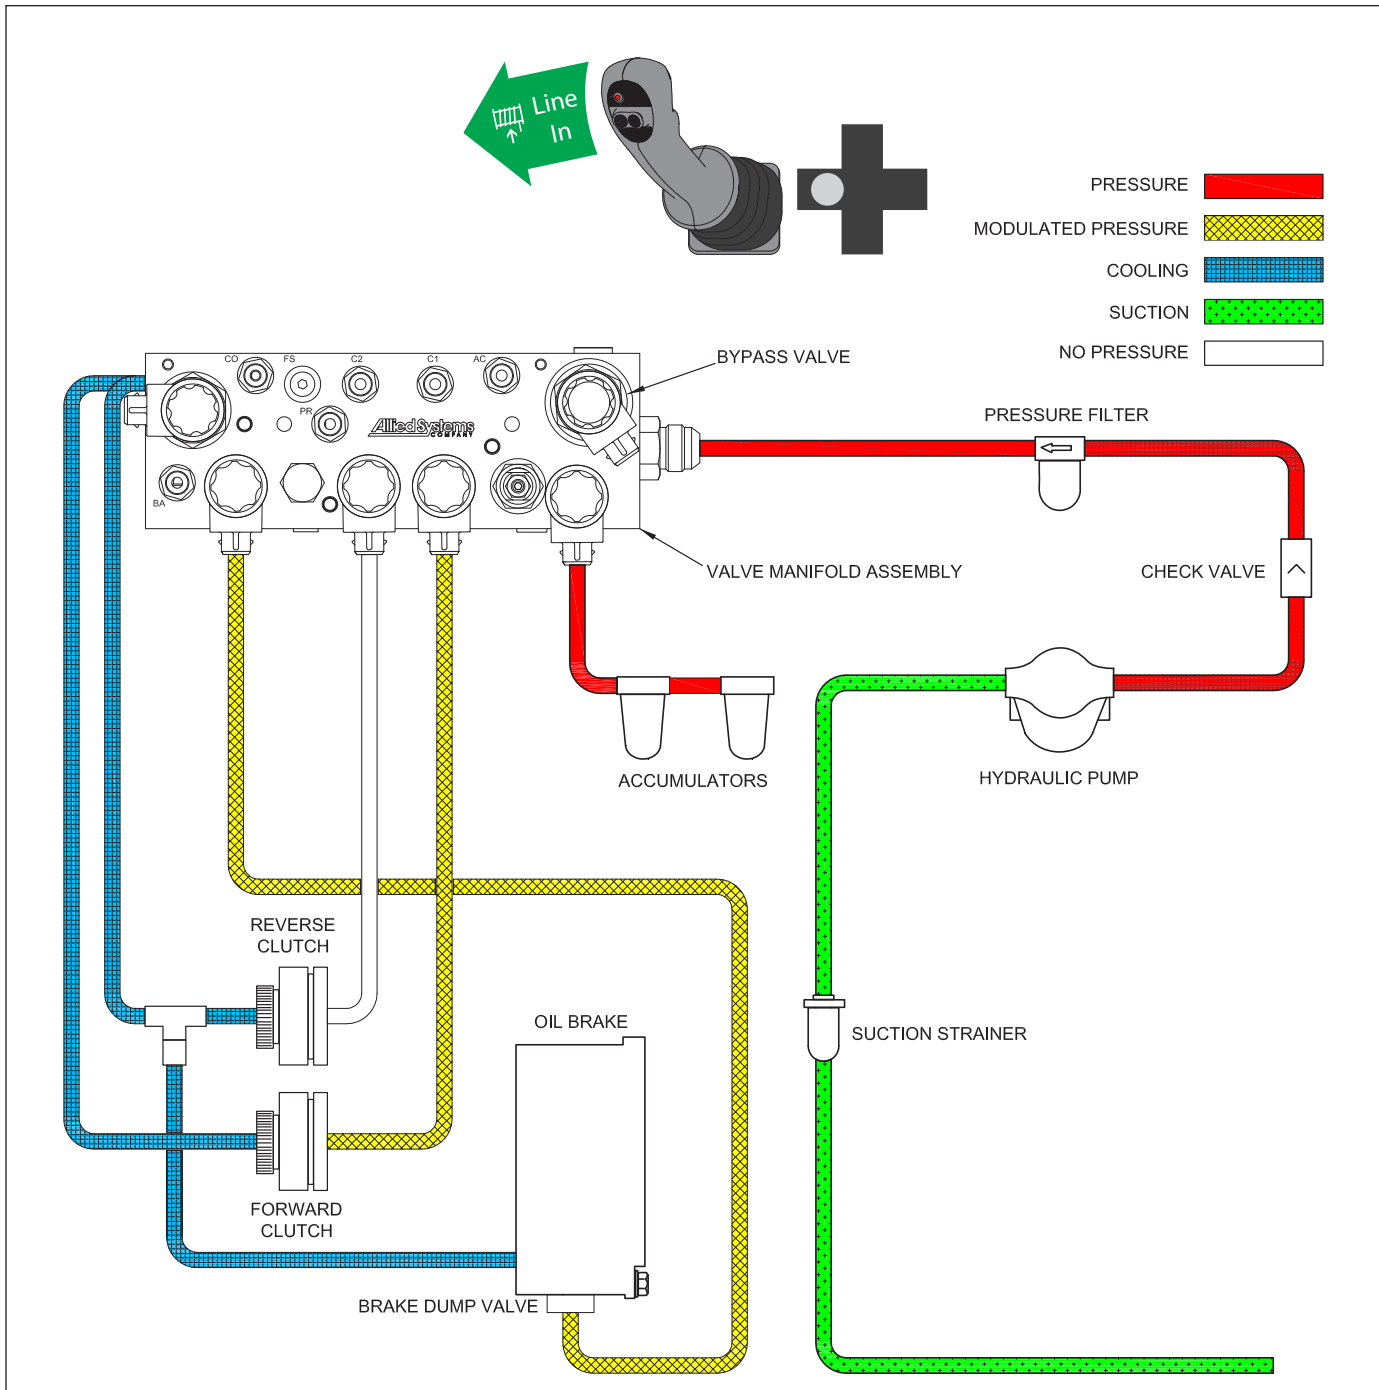 Line
In
PRESSURE
MODULATED PRESSURE
COOLING
SUCTION
NO PRESSURE
CO
FS
C2
C1
AC
BYPASS VALVE
PR
Allied Systems
COMPANY
PRESSURE FILTER
BA
VALVE MANIFOLD ASSEMBLY
CHECK VALVE
ACCUMULATORS
HYDRAULIC PUMP
REVERSE
CLUTCH
OIL BRAKE
SUCTION STRAINER
FORWARD
CLUTCH
BRAKE DUMP VALVE